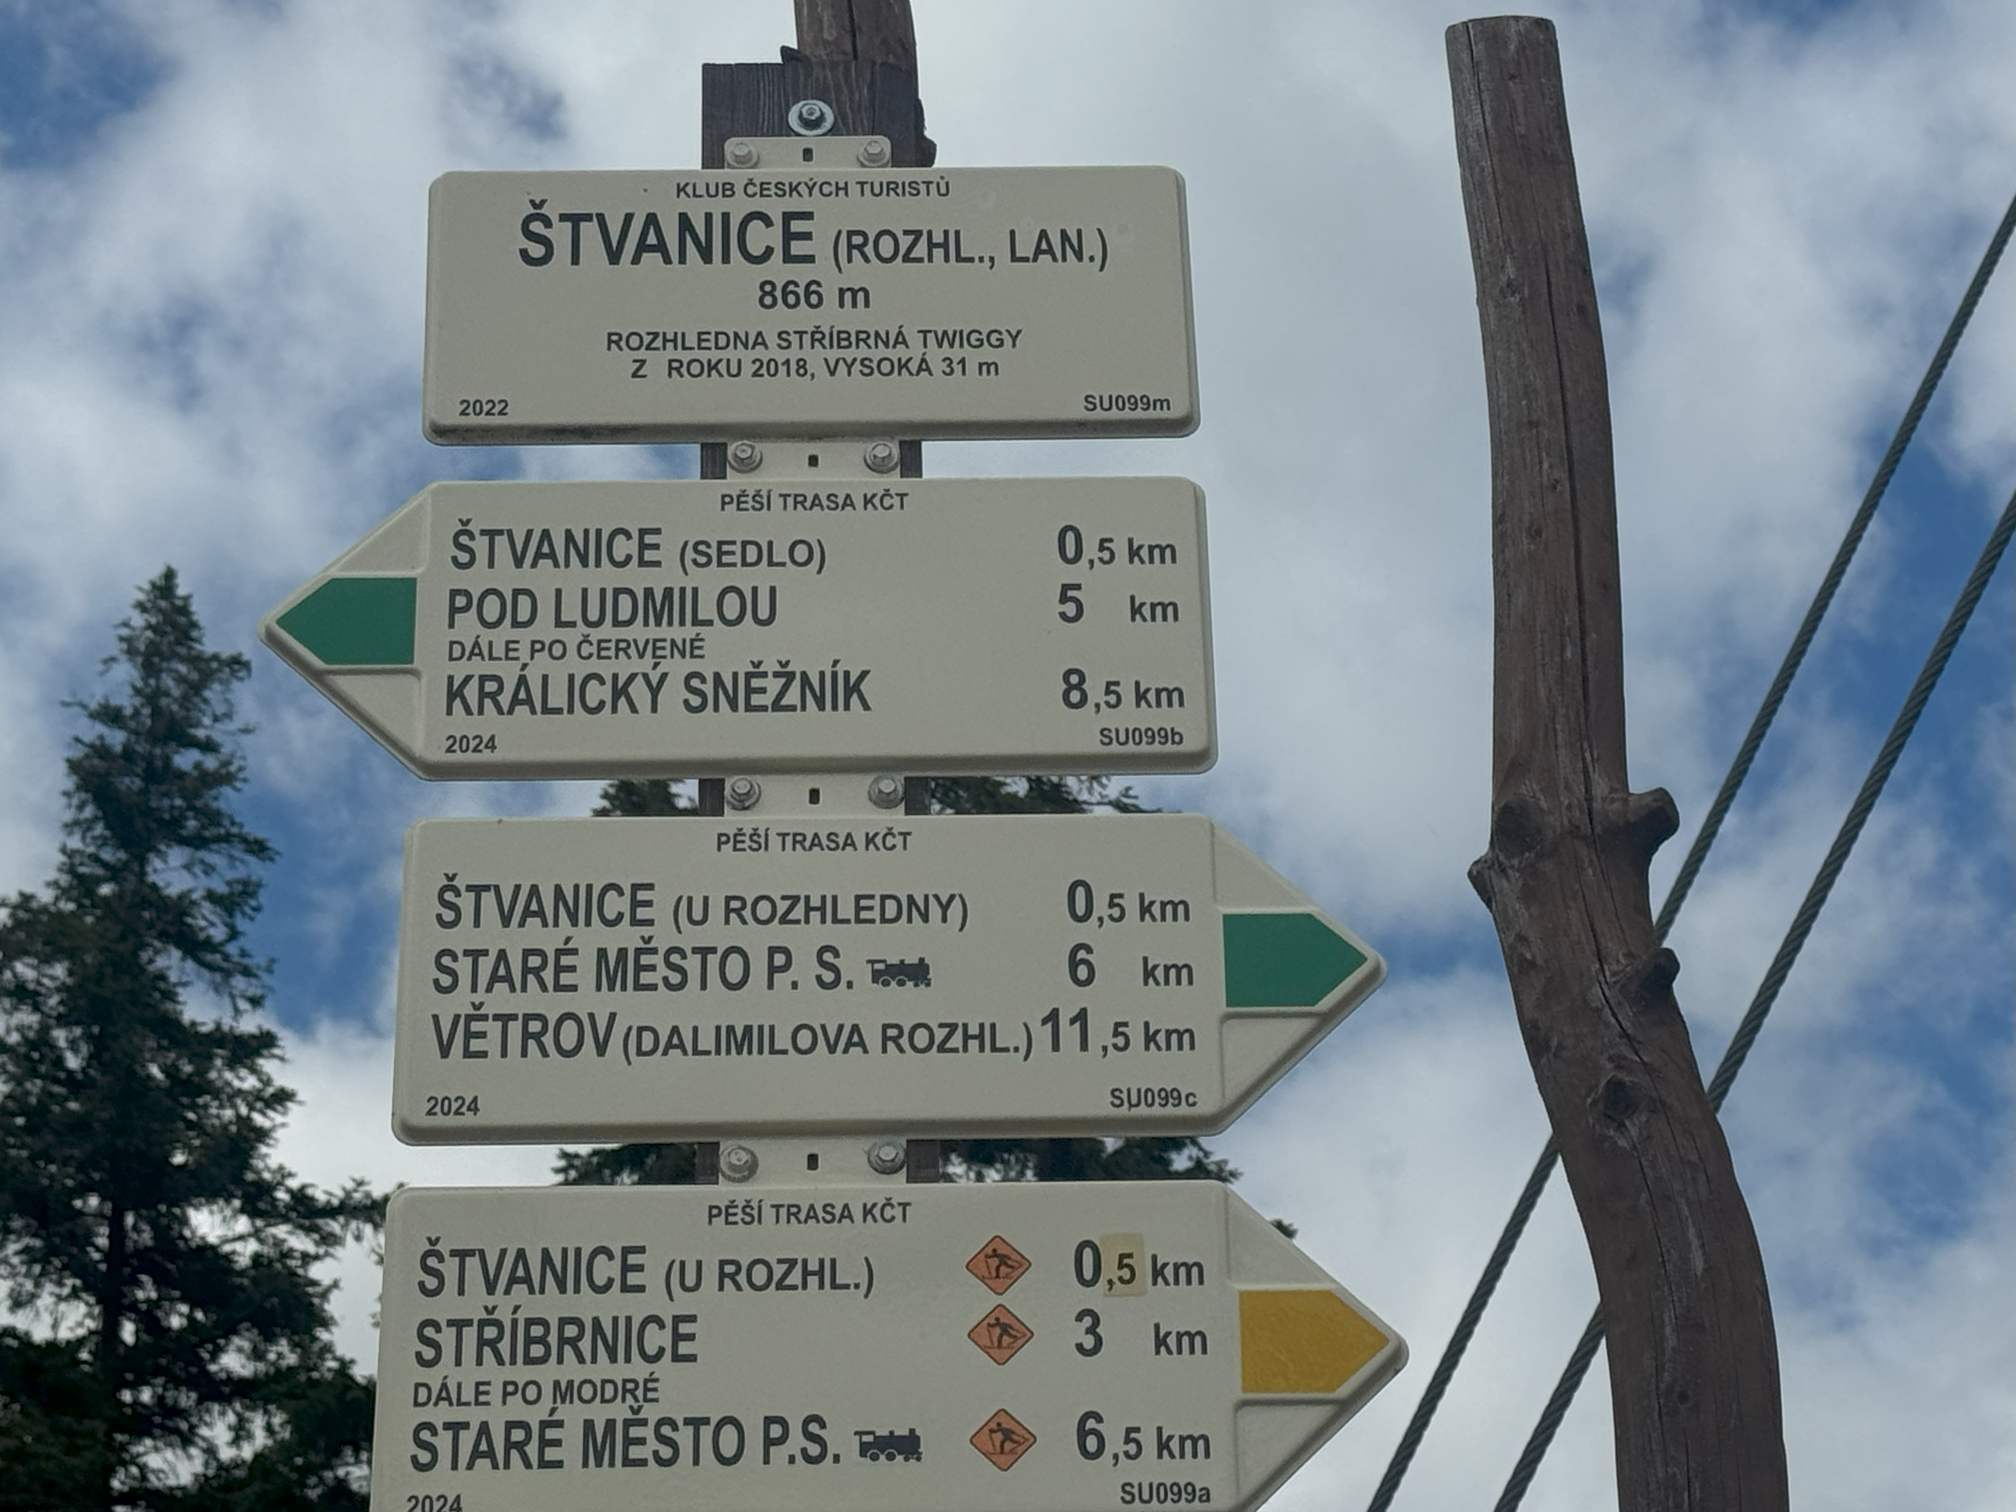 KLUB ČESKÝCH TURISTŮ
ŠTVANICE (ROZHL., LAN.)
866 m
ROZHLEDNA STŘÍBRNÁ TWIGGY
Z ROKU 2018, VYSOKÁ 31 m
2022 SU099m
PĚŠÍ TRASA KČT
ŠTVANICE (SEDLO) 0,5 km
POD LUDMILOU 5 km
DÁLE PO ČERVENÉ
KRÁLICKÝ SNĚŽNÍK 8,5 km
2024 SU099b
PĚŠÍ TRASA KČT
ŠTVANICE (U ROZHLEDNY) 0,5 km
STARÉ MĚSTO P. S. 6 km
VĚTROV (DALIMILOVA ROZHL.) 11,5 km
2024 SU099c
PĚŠÍ TRASA KČT
ŠTVANICE (U ROZHL.) 0,5 km
STŘÍBRNICE 3 km
DÁLE PO MODRÉ
STARÉ MĚSTO P.S. 6,5 km
2024 SU099a